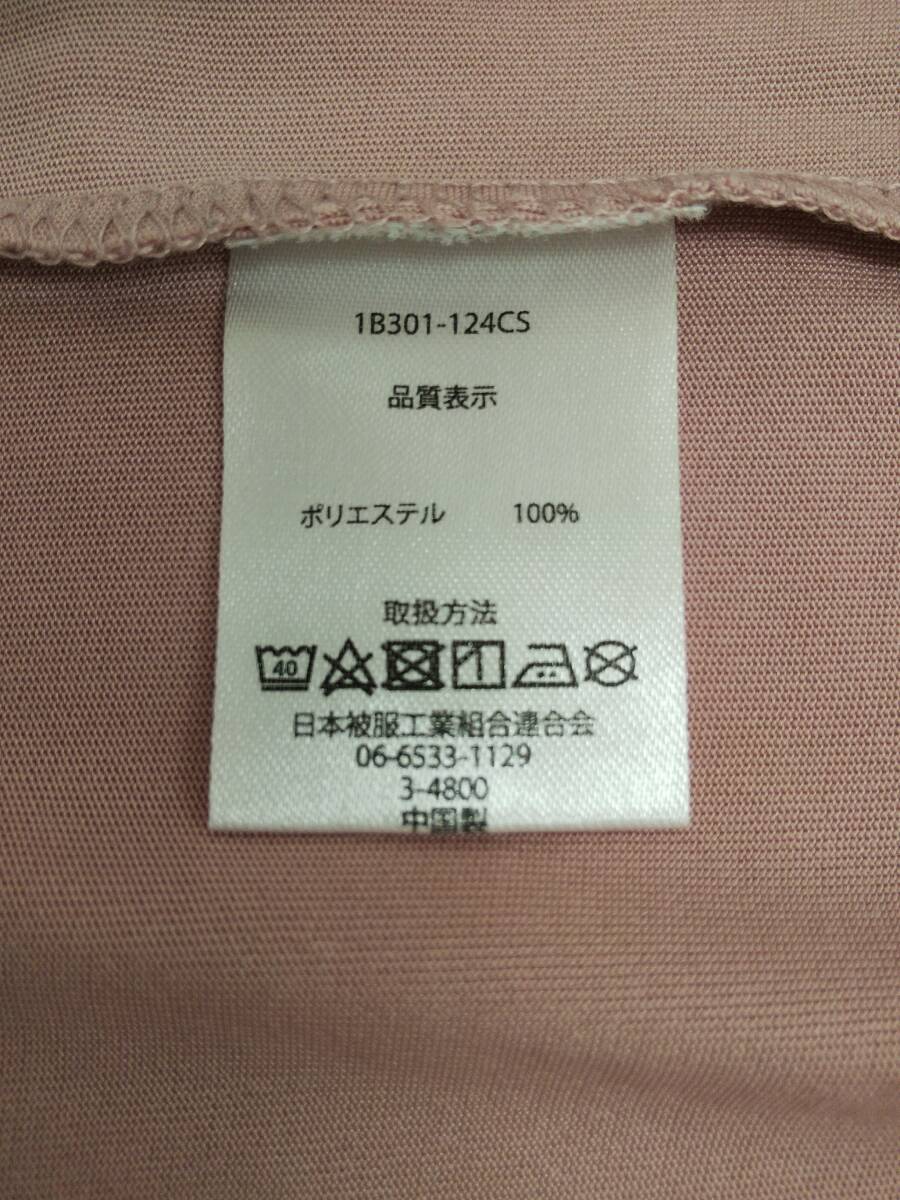 1B301-124CS
品質表示
ポリエステル 100%
取扱方法
40
日本被服工業組合連合会
06-6533-1129
3-4800
中国製